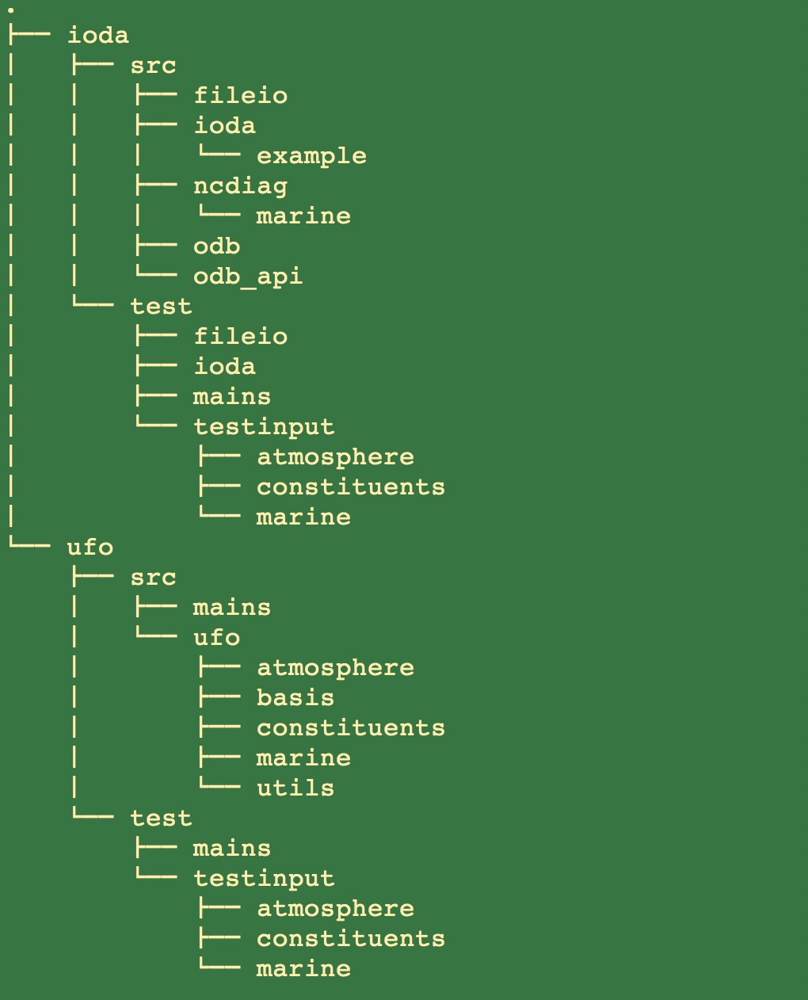 .
├── ioda
│   ├── src
│   │   ├── fileio
│   │   ├── ioda
│   │   │   └── example
│   │   ├── ncdiag
│   │   │   └── marine
│   │   ├── odb
│   │   └── odb_api
│   └── test
│       ├── fileio
│       ├── ioda
│       ├── mains
│       └── testinput
│           ├── atmosphere
│           ├── constituents
│           └── marine
└── ufo
    ├── src
    │   ├── mains
    │   └── ufo
    │       ├── atmosphere
    │       ├── basis
    │       ├── constituents
    │       ├── marine
    │       └── utils
    └── test
        ├── mains
        └── testinput
            ├── atmosphere
            ├── constituents
            └── marine